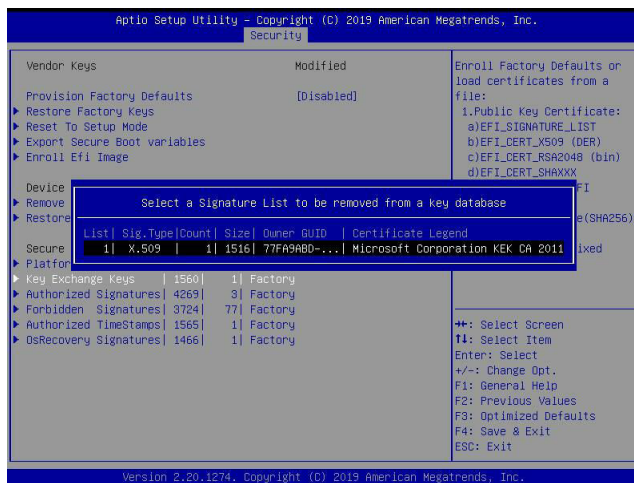 Aptio Setup Utility – Copyright (C) 2019 American Megatrends, Inc.
Security
Vendor Keys Modified
Provision Factory Defaults [Disabled]
Restore Factory Keys
Reset To Setup Mode
Export Secure Boot variables
Enroll Efi Image
Device
Remove
Restore
Secure
Platfor
Key Exchange Keys | 1560| 1| Factory
Authorized Signatures| 4269| 3| Factory
Forbidden Signatures| 3724| 77| Factory
Authorized TimeStamps| 1565| 1| Factory
OsRecovery Signatures| 1466| 1| Factory
Select a Signature List to be removed from a key database
List| Sig.Type|Count| Size| Owner GUID | Certificate Legend
1| X.509 | 1| 1516| 77FA9ABD-...| Microsoft Corporation KEK CA 2011
Enroll Factory Defaults or
load certificates from a
file:
1.Public Key Certificate:
a)EFI_SIGNATURE_LIST
b)EFI_CERT_X509 (DER)
c)EFI_CERT_RSA2048 (bin)
d)EFI_CERT_SHAXXX
FI
e(SHA256)
ixed
→←: Select Screen
↑↓: Select Item
Enter: Select
+/-: Change Opt.
F1: General Help
F2: Previous Values
F3: Optimized Defaults
F4: Save & Exit
ESC: Exit
Version 2.20.1274. Copyright (C) 2019 American Megatrends, Inc.